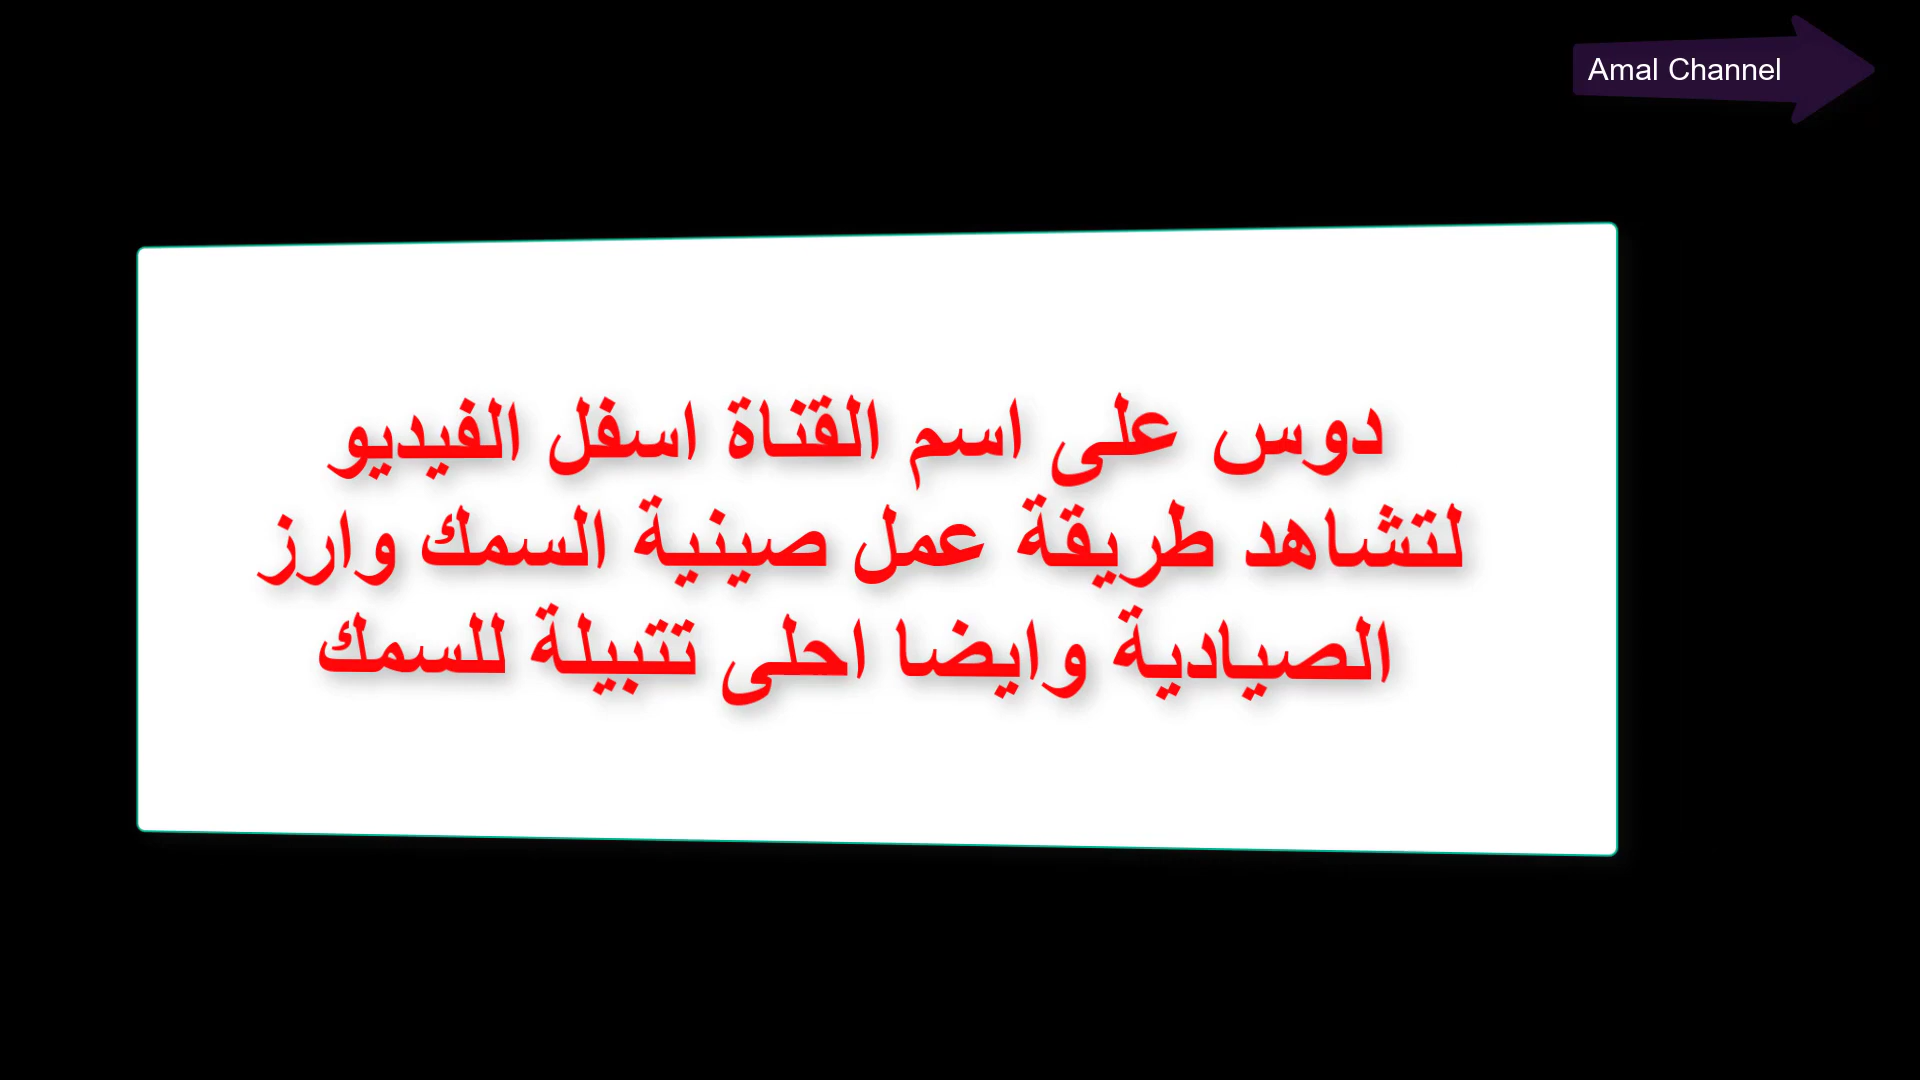 Amal Channel
دوس على اسم القناة اسفل الفيديو
لتشاهد طريقة عمل صينية السمك وارز
الصيادية وايضا احلى تتبيلة للسمك